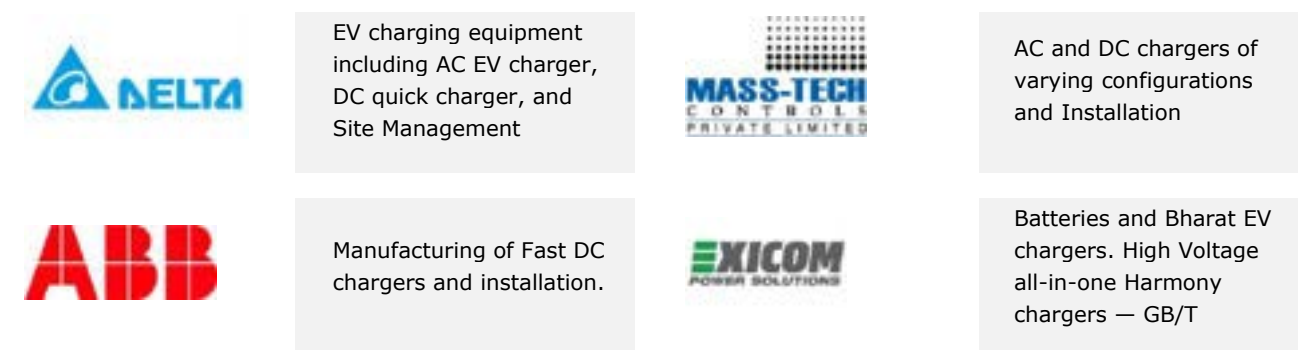 DELTA
EV charging equipment
including AC EV charger,
DC quick charger, and
Site Management
MASS-TECH
CONTROLS
PRIVATE LIMITED
AC and DC chargers of
varying configurations
and Installation
ABB
Manufacturing of Fast DC
chargers and installation.
EXICOM
POWER SOLUTIONS
Batteries and Bharat EV
chargers. High Voltage
all-in-one Harmony
chargers — GB/T